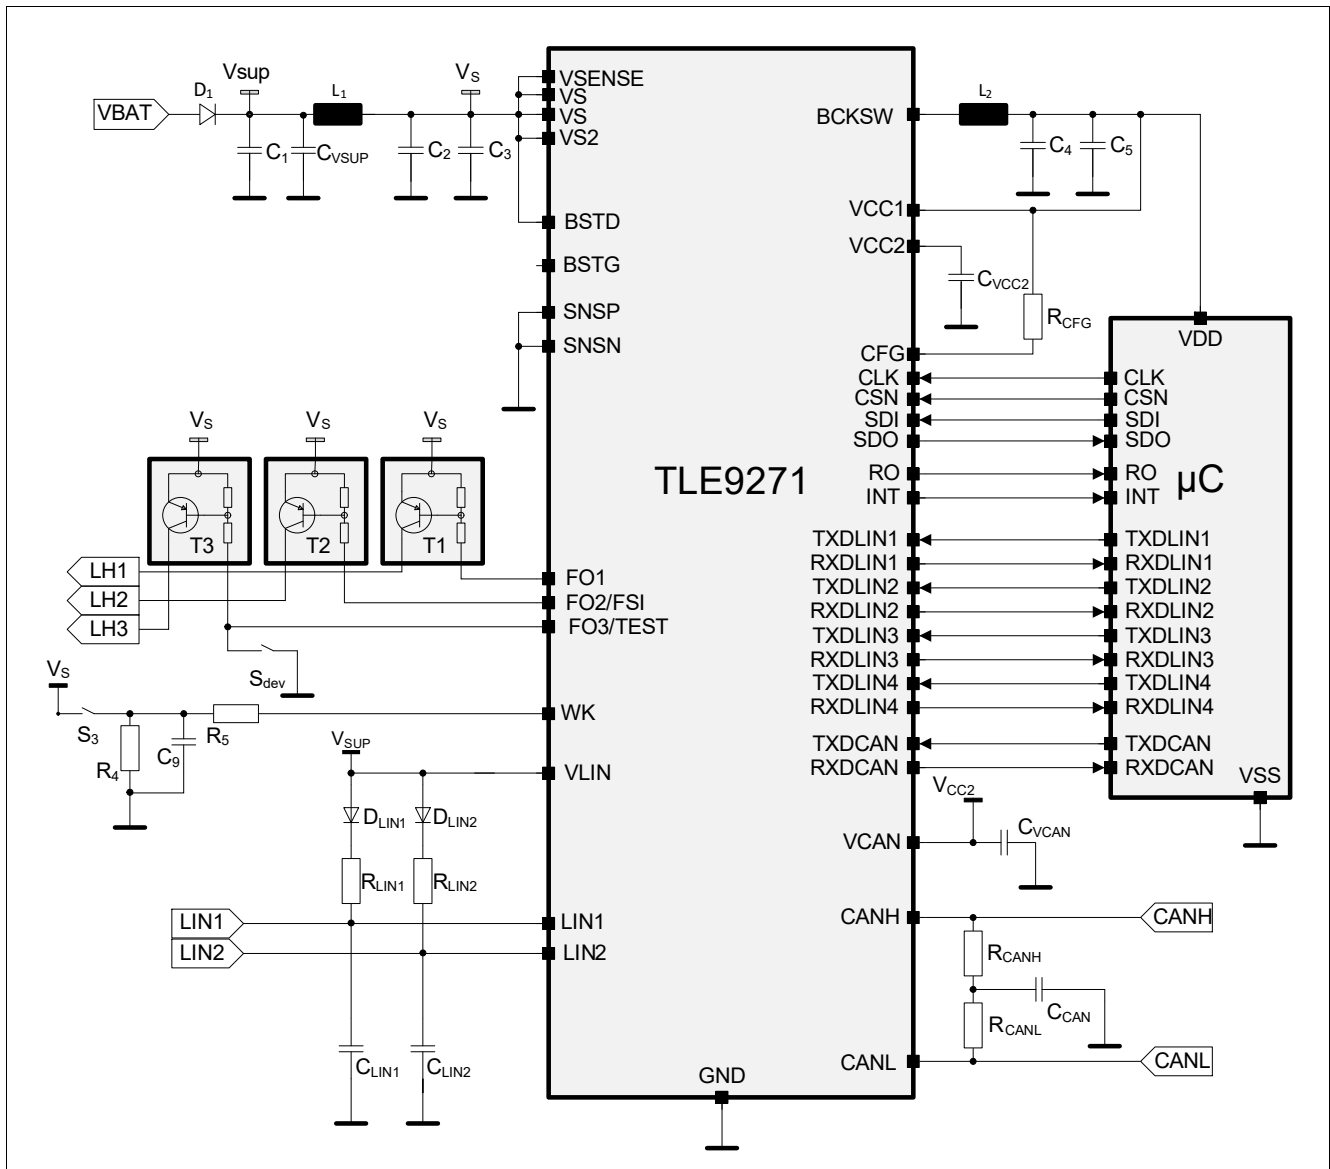 Vsup
VS
D1
L1
VBAT
C1
CVSUP
C2
C3
VSENSE
VS
VS
VS2
BSTD
BSTG
SNSP
SNSN
BCKSW
L2
C4
C5
VCC1
VCC2
CVCC2
RCFG
CFG
VDD
CLK
CLK
CSN
CSN
SDI
SDI
SDO
SDO
RO
RO
INT
INT
TLE9271
µC
VS
VS
VS
T3
T2
T1
LH1
LH2
LH3
FO1
FO2/FSI
FO3/TEST
Sdev
TXDLIN1
TXDLIN1
RXDLIN1
RXDLIN1
TXDLIN2
TXDLIN2
RXDLIN2
RXDLIN2
TXDLIN3
TXDLIN3
RXDLIN3
RXDLIN3
TXDLIN4
TXDLIN4
RXDLIN4
RXDLIN4
TXDCAN
TXDCAN
RXDCAN
RXDCAN
VSS
VS
S3
R5
R4
C9
WK
VSUP
VLIN
DLIN1
DLIN2
RLIN1
RLIN2
LIN1
LIN2
LIN1
LIN2
CLIN1
CLIN2
VCC2
VCAN
CVCAN
CANH
CANH
RCANH
CCAN
RCANL
CANL
CANL
GND